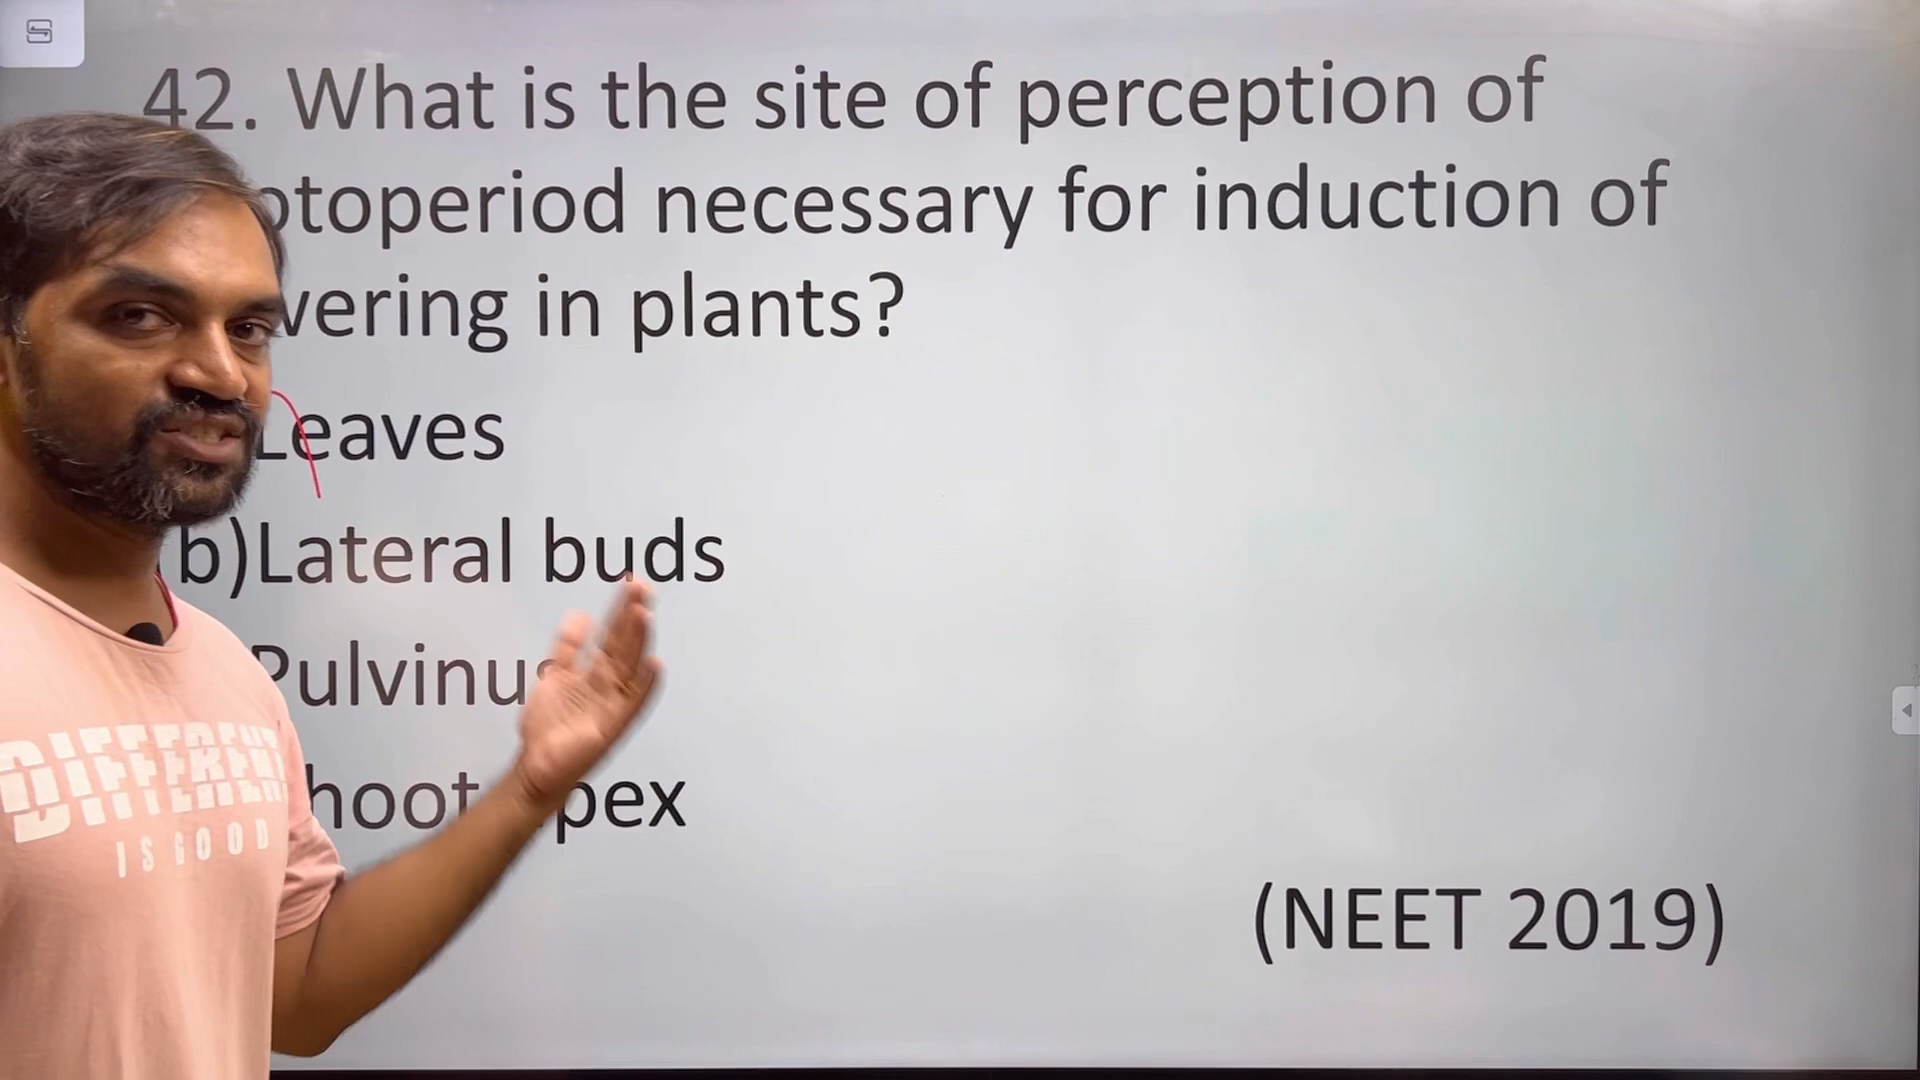 42. What is the site of perception of
otoperiod necessary for induction of
wering in plants?
Leaves
b)Lateral buds
Pulvinus
hoot pex
(NEET 2019)
DIFFERENT
IS GOOD